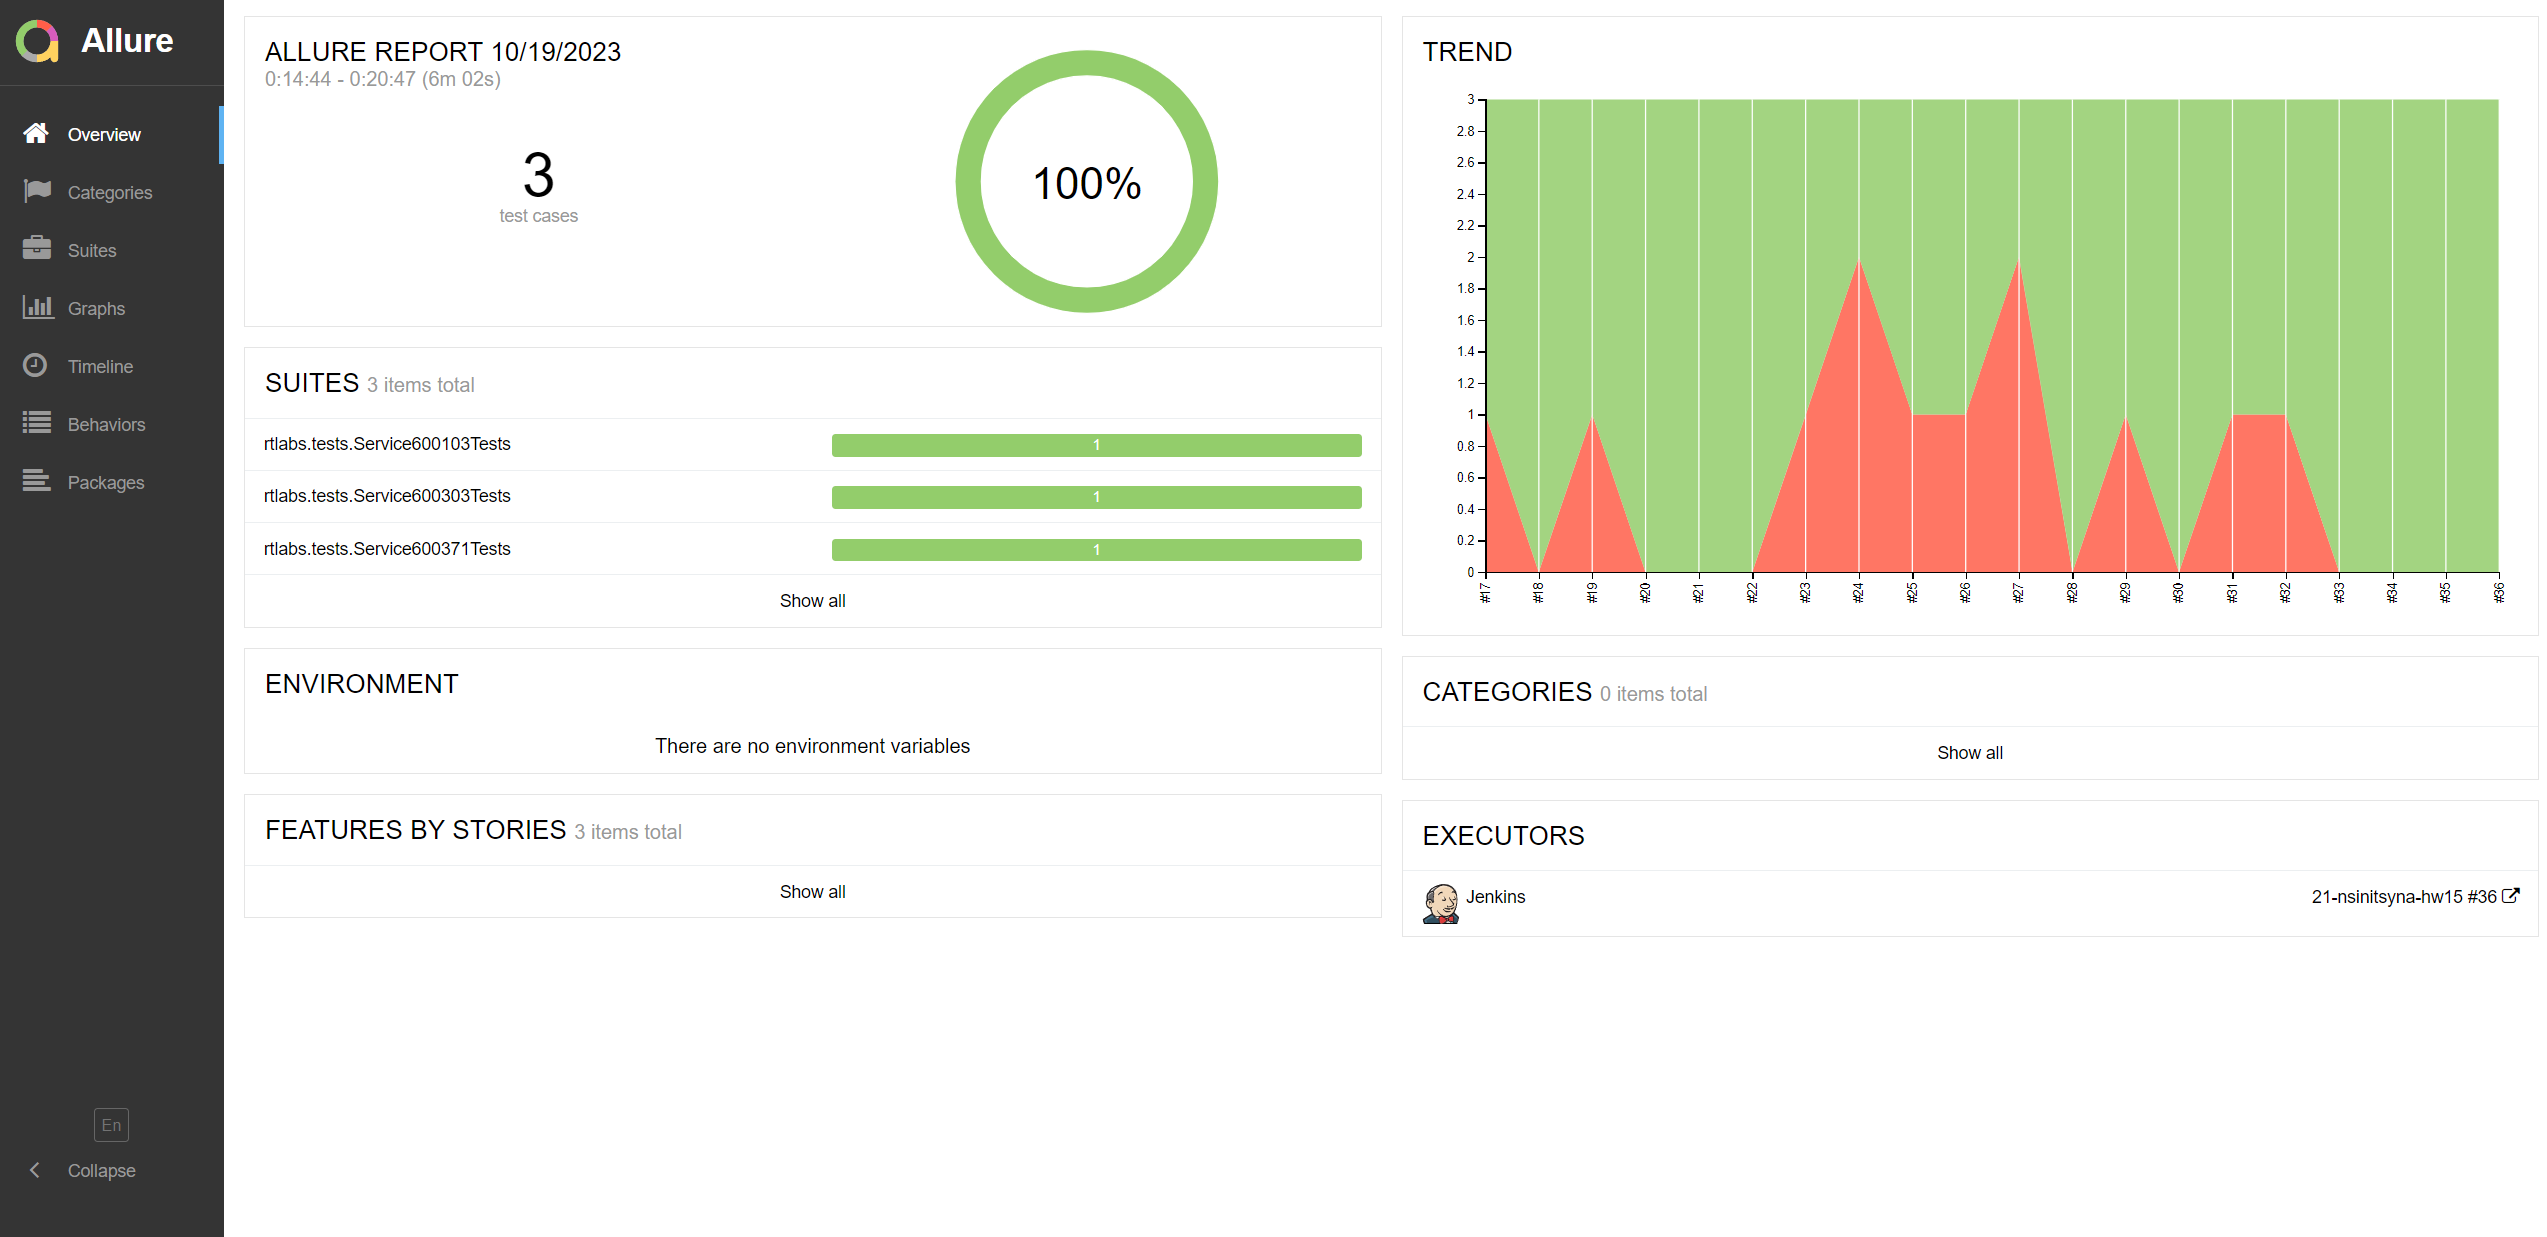 Allure
Overview
Categories
Suites
Graphs
Timeline
Behaviors
Packages
En
Collapse
ALLURE REPORT 10/19/2023
0:14:44 - 0:20:47 (6m 02s)
3
test cases
100%
SUITES 3 items total
rtlabs.tests.Service600103Tests 1
rtlabs.tests.Service600303Tests 1
rtlabs.tests.Service600371Tests 1
Show all
ENVIRONMENT
There are no environment variables
FEATURES BY STORIES 3 items total
Show all
TREND
3
2.8
2.6
2.4
2.2
2
1.8
1.6
1.4
1.2
1
0.8
0.6
0.4
0.2
0
#17 #18 #19 #20 #21 #22 #23 #24 #25 #26 #27 #28 #29 #30 #31 #32 #33 #34 #35 #36
CATEGORIES 0 items total
Show all
EXECUTORS
Jenkins 21-nsinitsyna-hw15 #36